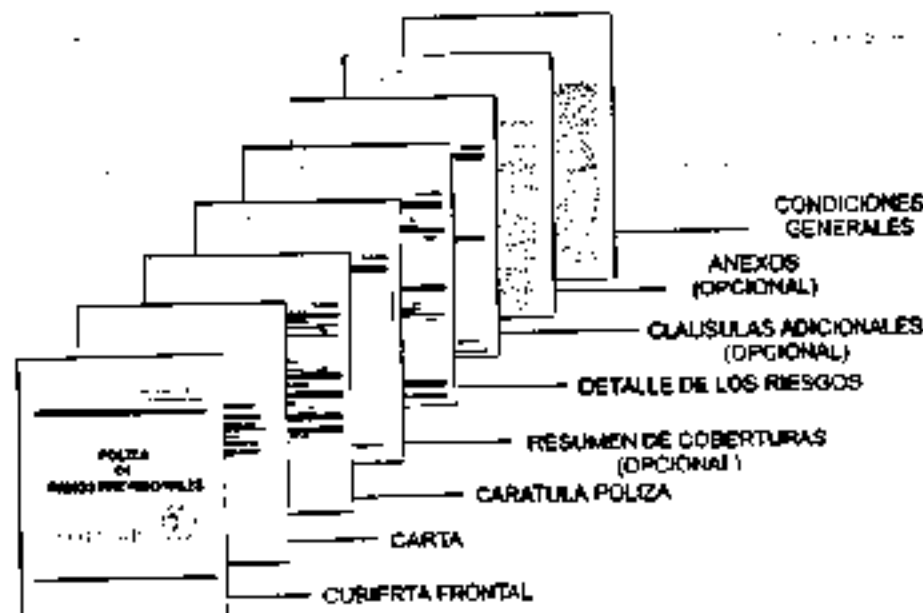 CONDICIONES
GENERALES
ANEXOS
(OPCIONAL)
CLAUSULAS ADICIONALES
(OPCIONAL)
DETALLE DE LOS RIESGOS
RESUMEN DE COBERTURAS
(OPCIONAL)
CARATULA POLIZA
CARTA
CUBIERTA FRONTAL
POLIZA